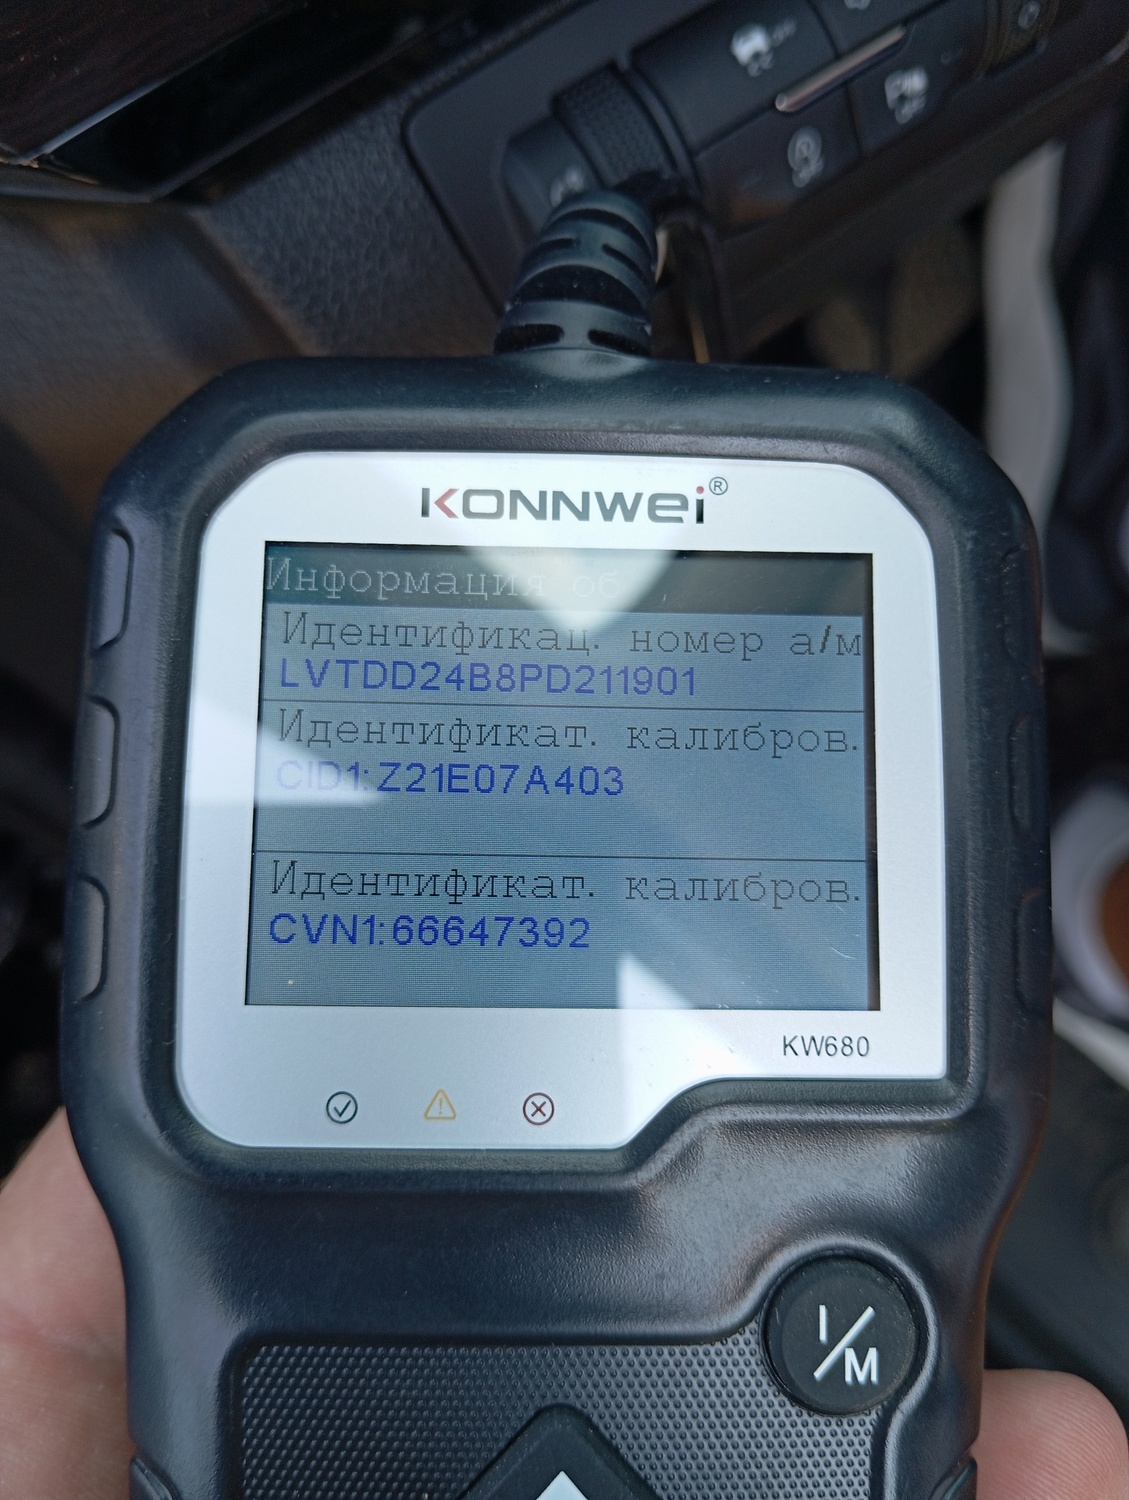 KONNWEI®
Информация об
Идентификац. номер а/м
LVTDD24B8PD211901
Идентификат. калибров.
CID1:Z21E07A403
Идентификат. калибров.
CVN1:66647392
KW680
I/M